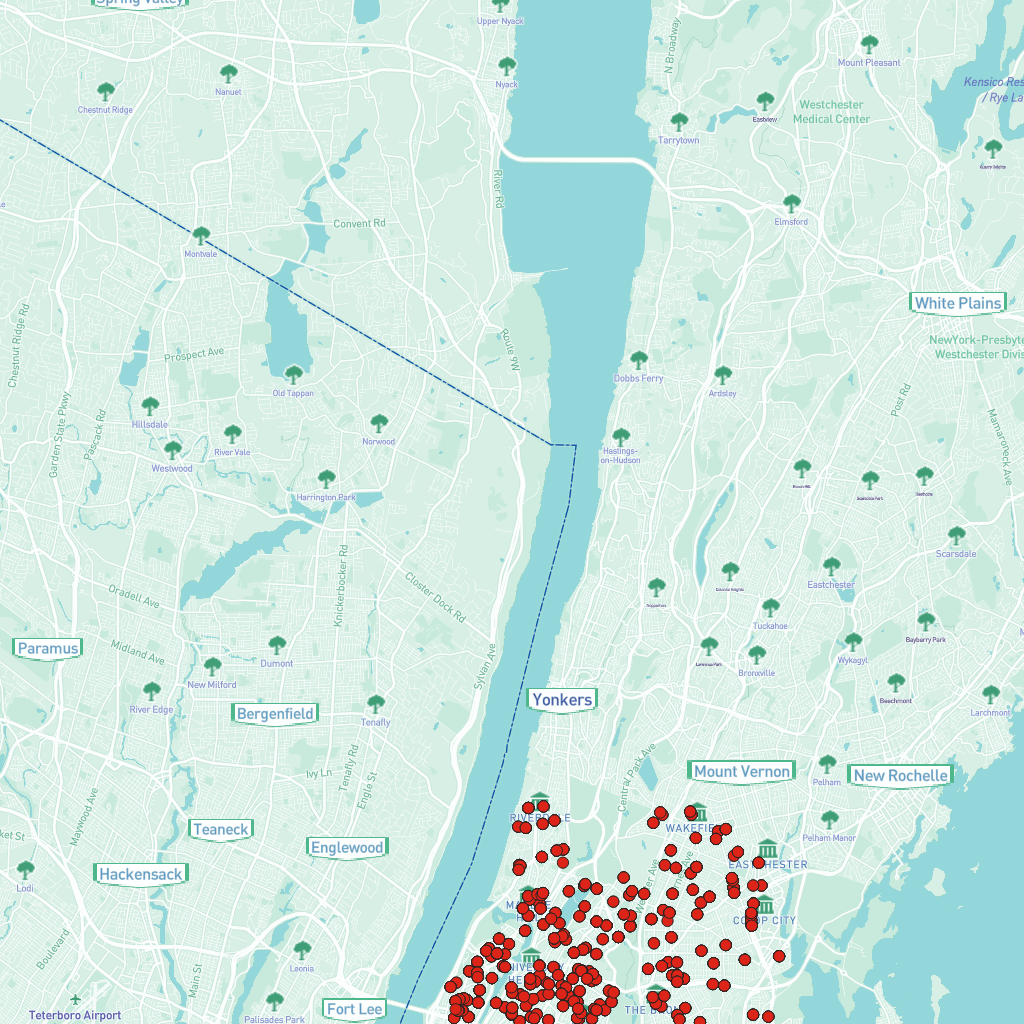 Spring Valley
Upper Nyack
N Broadway
Mount Pleasant
Nyack
Nanuet
Chestnut Ridge
Kensico Res
/ Rye La
Westchester
Medical Center
Eastview
Tarrytown
River Rd
Convent Rd
Elmsford
Montvale
White Plains
Chestnut Ridge Rd
Route 9W
NewYork-Presbyte
Westchester Divis
Prospect Ave
Dobbs Ferry
Old Tappan
Ardsley
Post Rd
Garden State Pkwy
Pascack Rd
Hillsdale
River Vale
Norwood
Mamaroneck Ave
Westwood
Hastings-
on-Hudson
Harrington Park
Scarsdale
Knickerbocker Rd
Closter Dock Rd
Eastchester
Oradell Ave
Tuckahoe
Bayberry Park
Paramus
Midland Ave
Dumont
Wykagyl
New Milford
Sylvan Ave
Bronxville
River Edge
Beechmont
Larchmont
Bergenfield
Tenafly
Yonkers
Central Park Ave
Tenafly Rd
Ivy Ln
Engle St
Mount Vernon
New Rochelle
Pelham
Maywood Ave
RIVERDALE
WAKEFIE
Pelham Manor
ket St
Teaneck
Englewood
EASTCHESTER
Hackensack
Lodi
CO-OP CITY
Boulevard
Main St
Leonia
Fort Lee
THE BRO
Teterboro Airport
Palisades Park